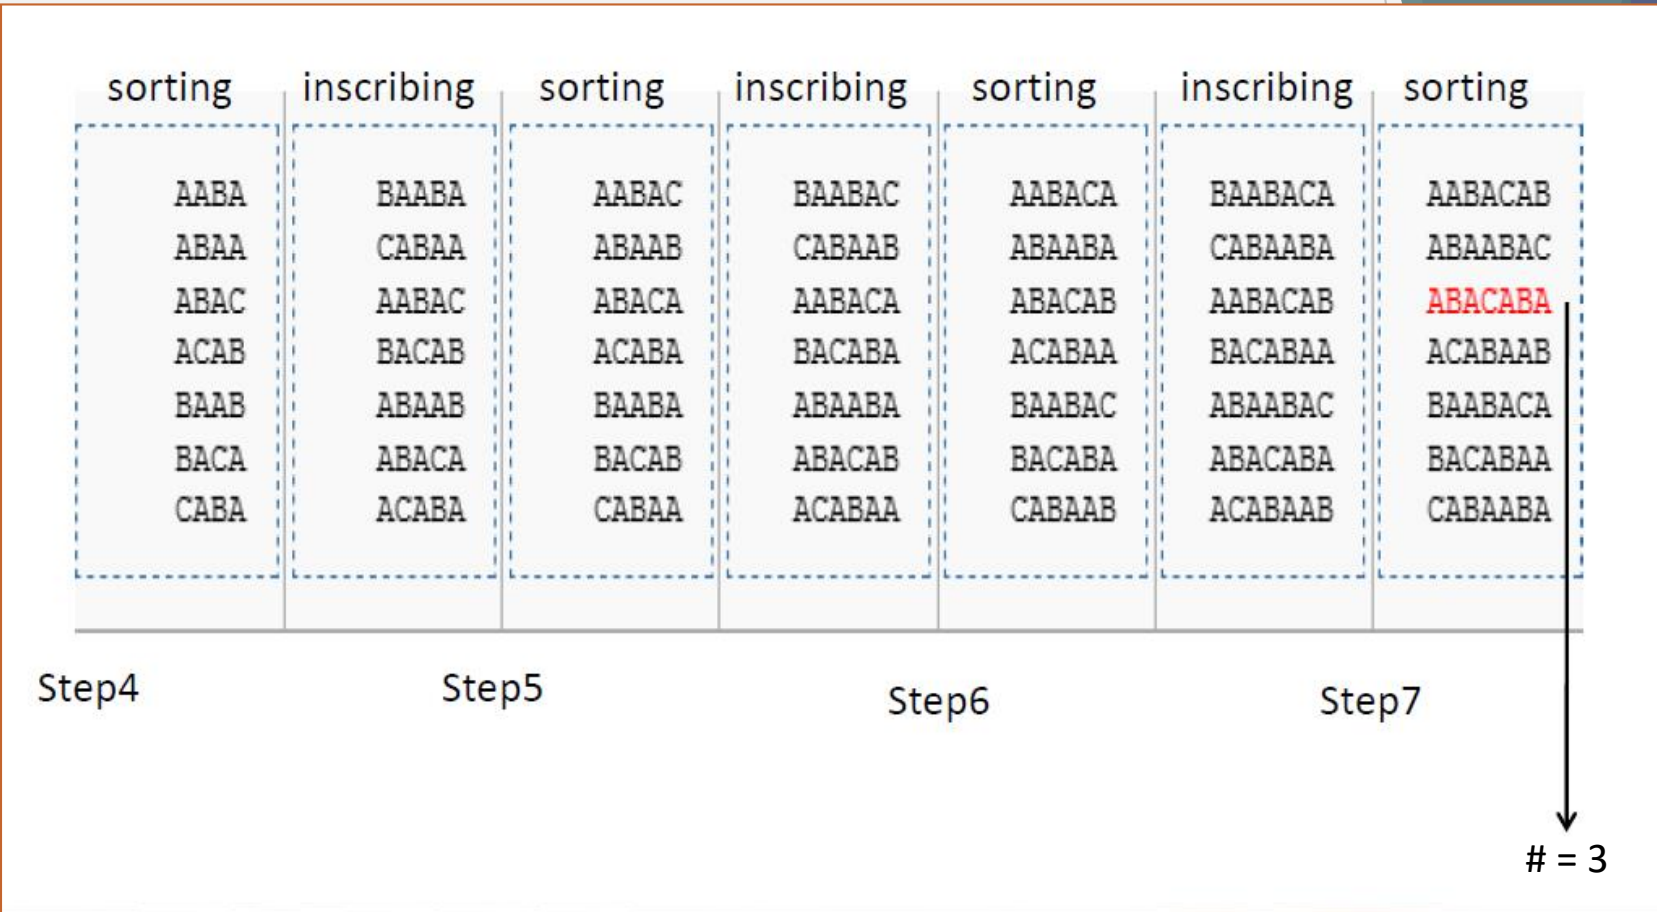 sorting inscribing sorting inscribing sorting inscribing sorting
AABA BAABA AABAC BAABAC AABACA BAABACA AABACAB
ABAA CABAA ABAAB CABAAB ABAABA CABAABA ABAABAC
ABAC AABAC ABACA AABACA ABACAB AABACAB ABACABA
ACAB BACAB ACABA BACABA ACABAA BACABAA ACABAAB
BAAB ABAAB BAABA ABAABA BAABAC ABAABAC BAABACA
BACA ABACA BACAB ABACAB BACABA ABACABA BACABAA
CABA ACABA CABAA ACABAA CABAAB ACABAAB CABAABA
Step4 Step5 Step6 Step7
# = 3